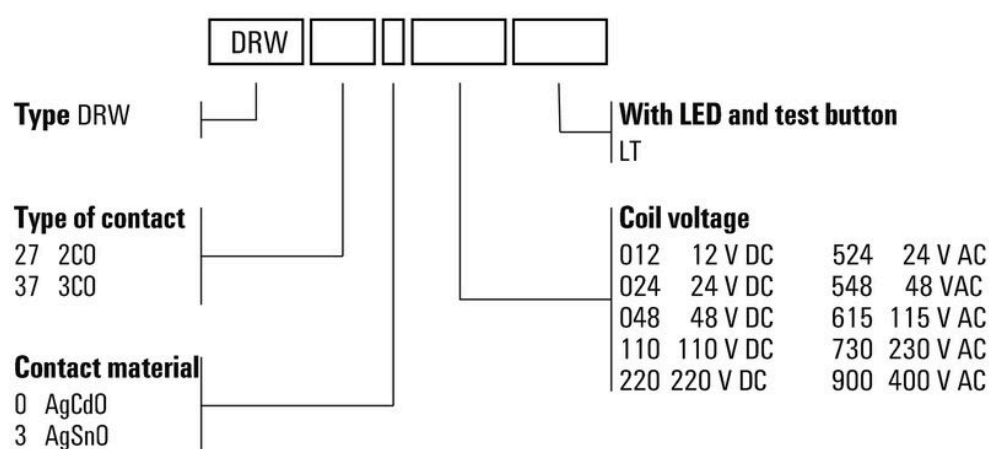 DRW
Type DRW
With LED and test button
LT
Type of contact
27 2CO
37 3CO
Coil voltage
012 12 V DC 524 24 V AC
024 24 V DC 548 48 VAC
048 48 V DC 615 115 V AC
110 110 V DC 730 230 V AC
220 220 V DC 900 400 V AC
Contact material
0 AgCdO
3 AgSnO